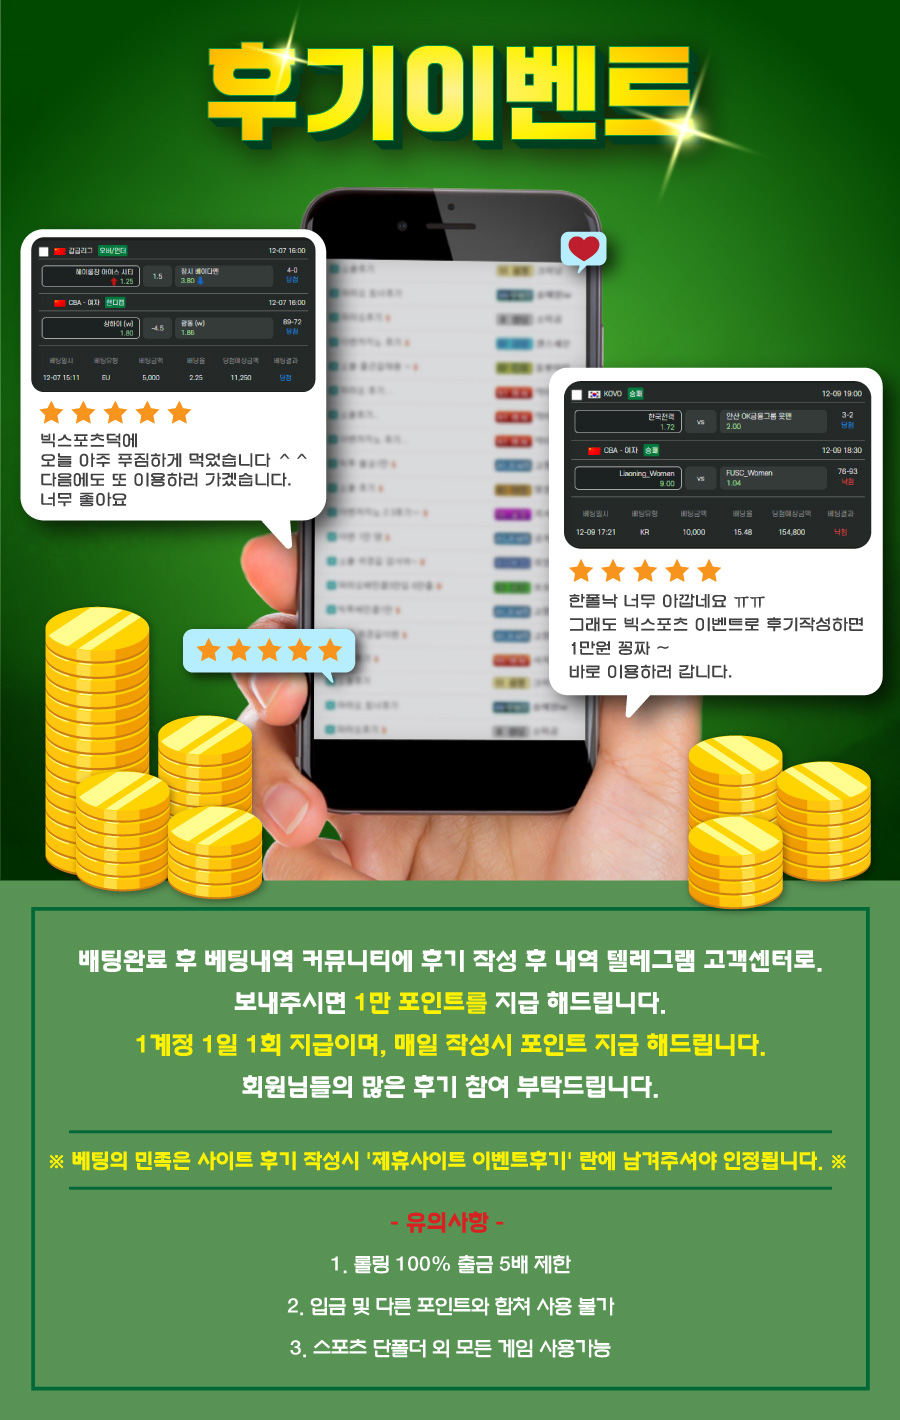 후기이벤트
갑급리그 오버/언더 12-07 16:00
헤이룽장 아이스 시티 1.25 1.5 장시 베이다먼 3.80 4-0 당첨
CBA - 여자 핸디캡 12-07 16:00
상하이 (w) 1.80 -4.5 광동 (w) 1.86 89-72 당첨
배팅일시 배팅유형 배팅금액 배당율 당첨예상금액 배팅결과
12-07 15:11 EU 5,000 2.25 11,250 당첨
빅스포츠덕에
오늘 아주 푸짐하게 먹었습니다 ^ ^
다음에도 또 이용하러 가겠습니다.
너무 좋아요
KOVO 승패 12-09 19:00
한국전력 1.72 vs 안산 OK금융그룹 읏맨 2.00 3-2 당첨
CBA - 여자 승패 12-09 18:30
Liaoning_Women 9.00 vs FUSC_Women 1.04 76-93 낙첨
배팅일시 배팅유형 배팅금액 배당율 당첨예상금액 배팅결과
12-09 17:21 KR 10,000 15.48 154,800 낙첨
한폴낙 너무 아깝네요 ㅠㅠ
그래도 빅스포츠 이벤트로 후기작성하면
1만원 꽁짜 ~
바로 이용하러 갑니다.
배팅완료 후 베팅내역 커뮤니티에 후기 작성 후 내역 텔레그램 고객센터로.
보내주시면 1만 포인트를 지급 해드립니다.
1계정 1일 1회 지급이며, 매일 작성시 포인트 지급 해드립니다.
회원님들의 많은 후기 참여 부탁드립니다.
※ 베팅의 민족은 사이트 후기 작성시 '제휴사이트 이벤트후기' 란에 남겨주셔야 인정됩니다. ※
- 유의사항 -
1. 롤링 100% 출금 5배 제한
2. 입금 및 다른 포인트와 합쳐 사용 불가
3. 스포츠 단폴더 외 모든 게임 사용가능